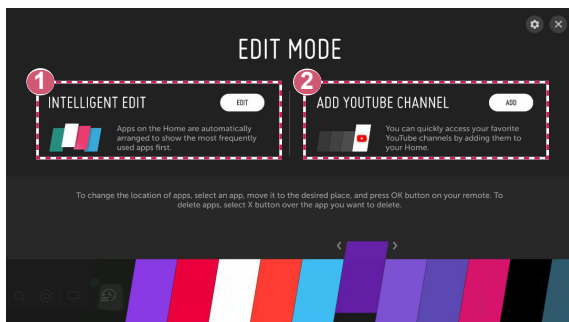 EDIT MODE
1
INTELLIGENT EDIT
EDIT
Apps on the Home are automatically
arranged to show the most frequently
used apps first.
2
ADD YOUTUBE CHANNEL
ADD
You can quickly access your favorite
YouTube channels by adding them to
your Home.
To change the location of apps, select an app, move it to the desired place, and press OK button on your remote. To
delete apps, select X button over the app you want to delete.